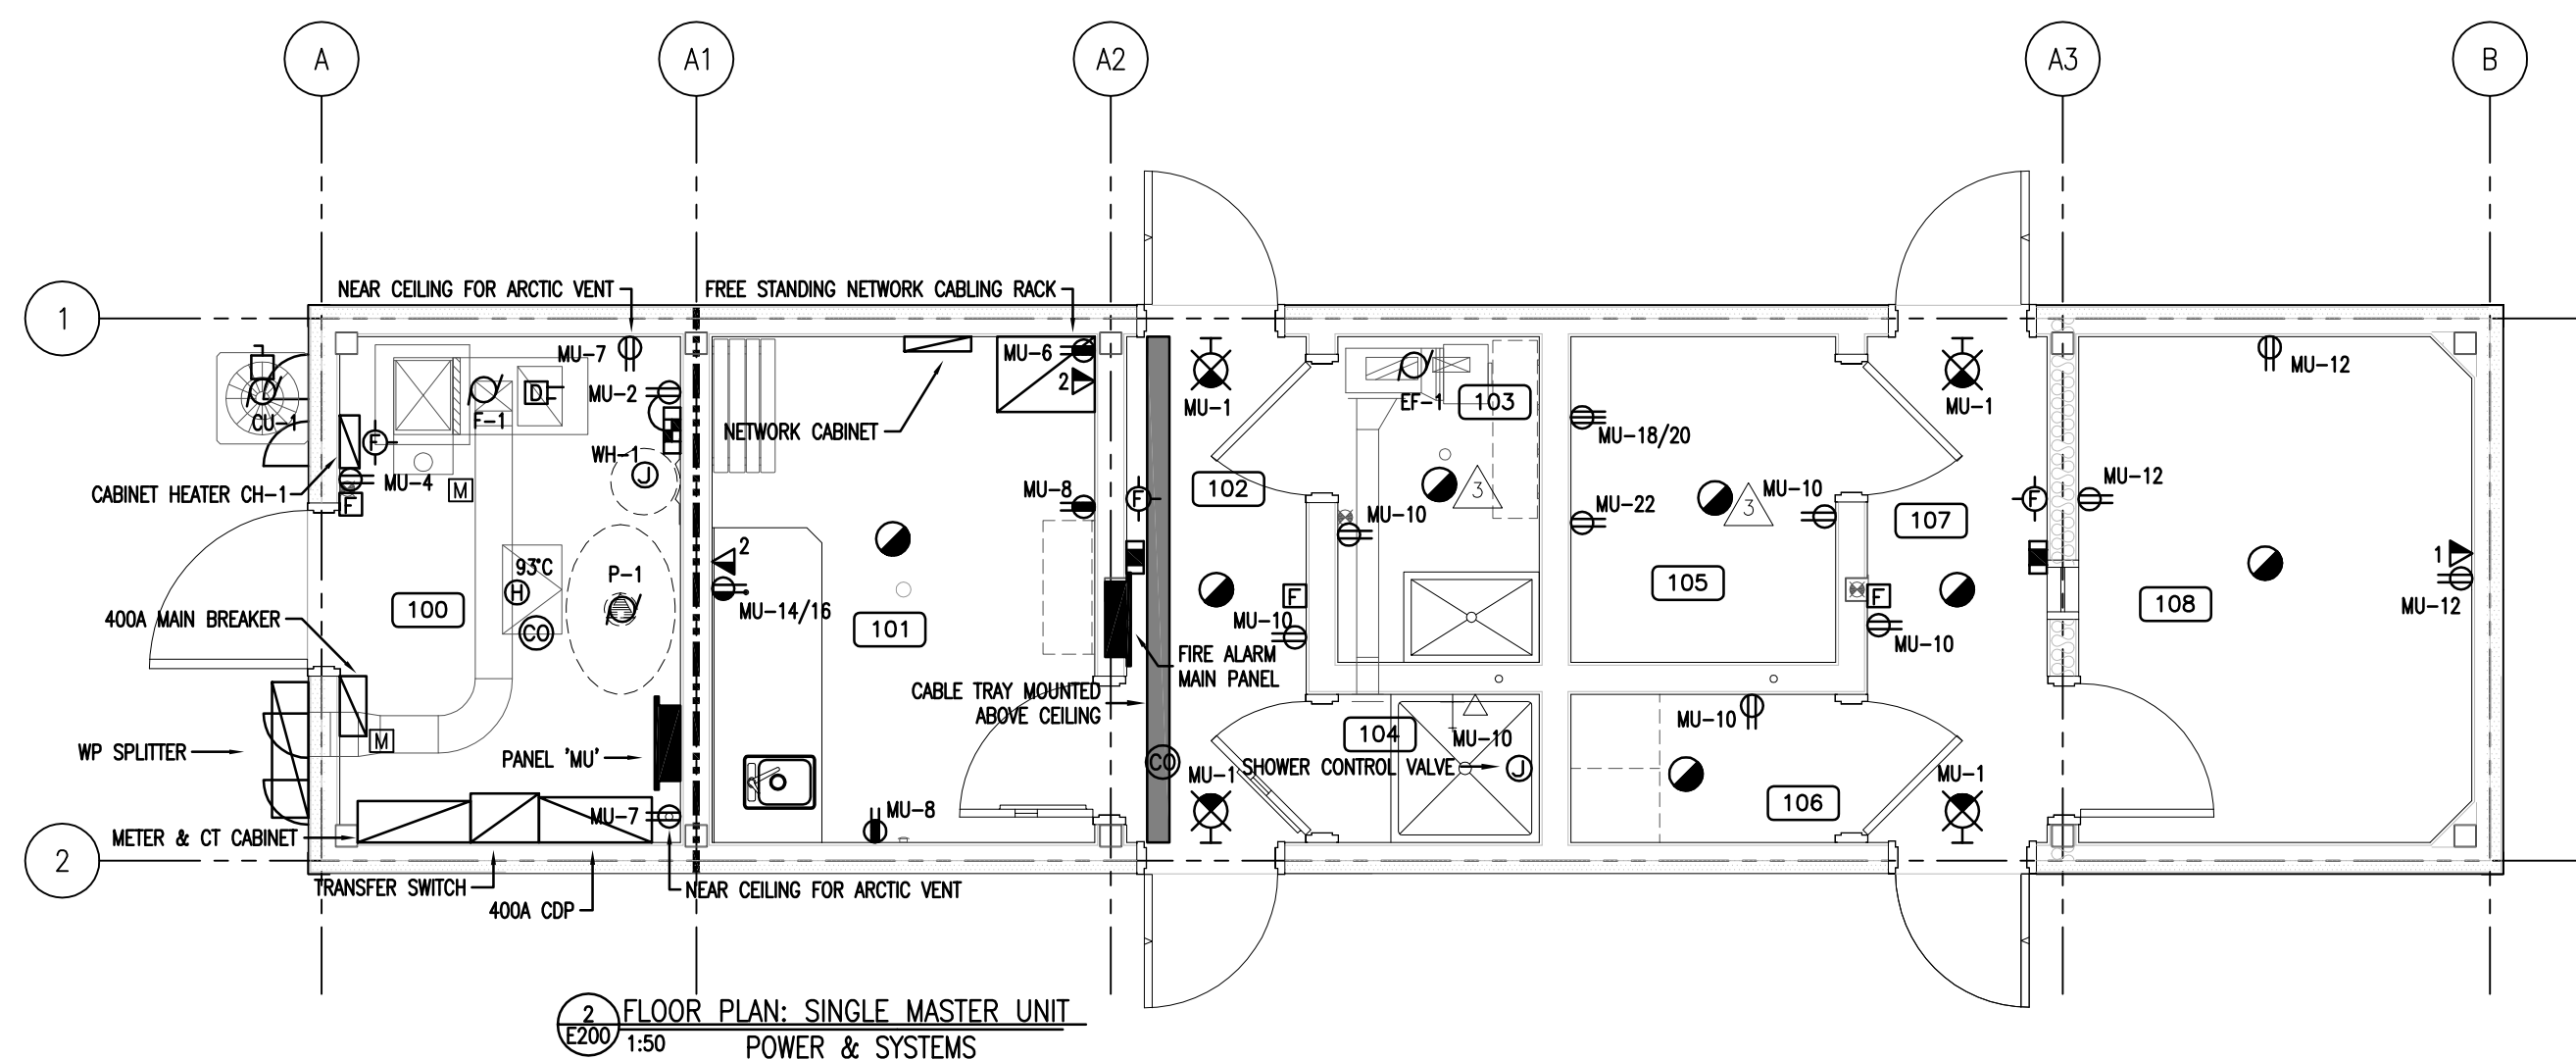 A
A1
A2
A3
B
1
NEAR CEILING FOR ARCTIC VENT
FREE STANDING NETWORK CABLING RACK
MU-7
MU-6
MU-12
2
D
MU-2
CU-1
F-1
MU-1
EF-1
103
MU-1
F
NETWORK CABINET
MU-18/20
WH-1
J
CABINET HEATER CH-1
MU-4
M
F
MU-8
F
102
3
3
MU-10
F
MU-12
MU-10
MU-22
107
2
93°C
P-1
H
1
100
MU-14/16
105
F
F
108
MU-12
400A MAIN BREAKER
CO
101
MU-10
MU-10
FIRE ALARM
MAIN PANEL
CABLE TRAY MOUNTED
ABOVE CEILING
MU-10
104
MU-10
M
WP SPLITTER
PANEL 'MU'
CO
MU-1
SHOWER CONTROL VALVE
J
MU-1
106
MU-7
MU-8
METER & CT CABINET
2
TRANSFER SWITCH
NEAR CEILING FOR ARCTIC VENT
400A CDP
2
E200
FLOOR PLAN: SINGLE MASTER UNIT
1:50
POWER & SYSTEMS